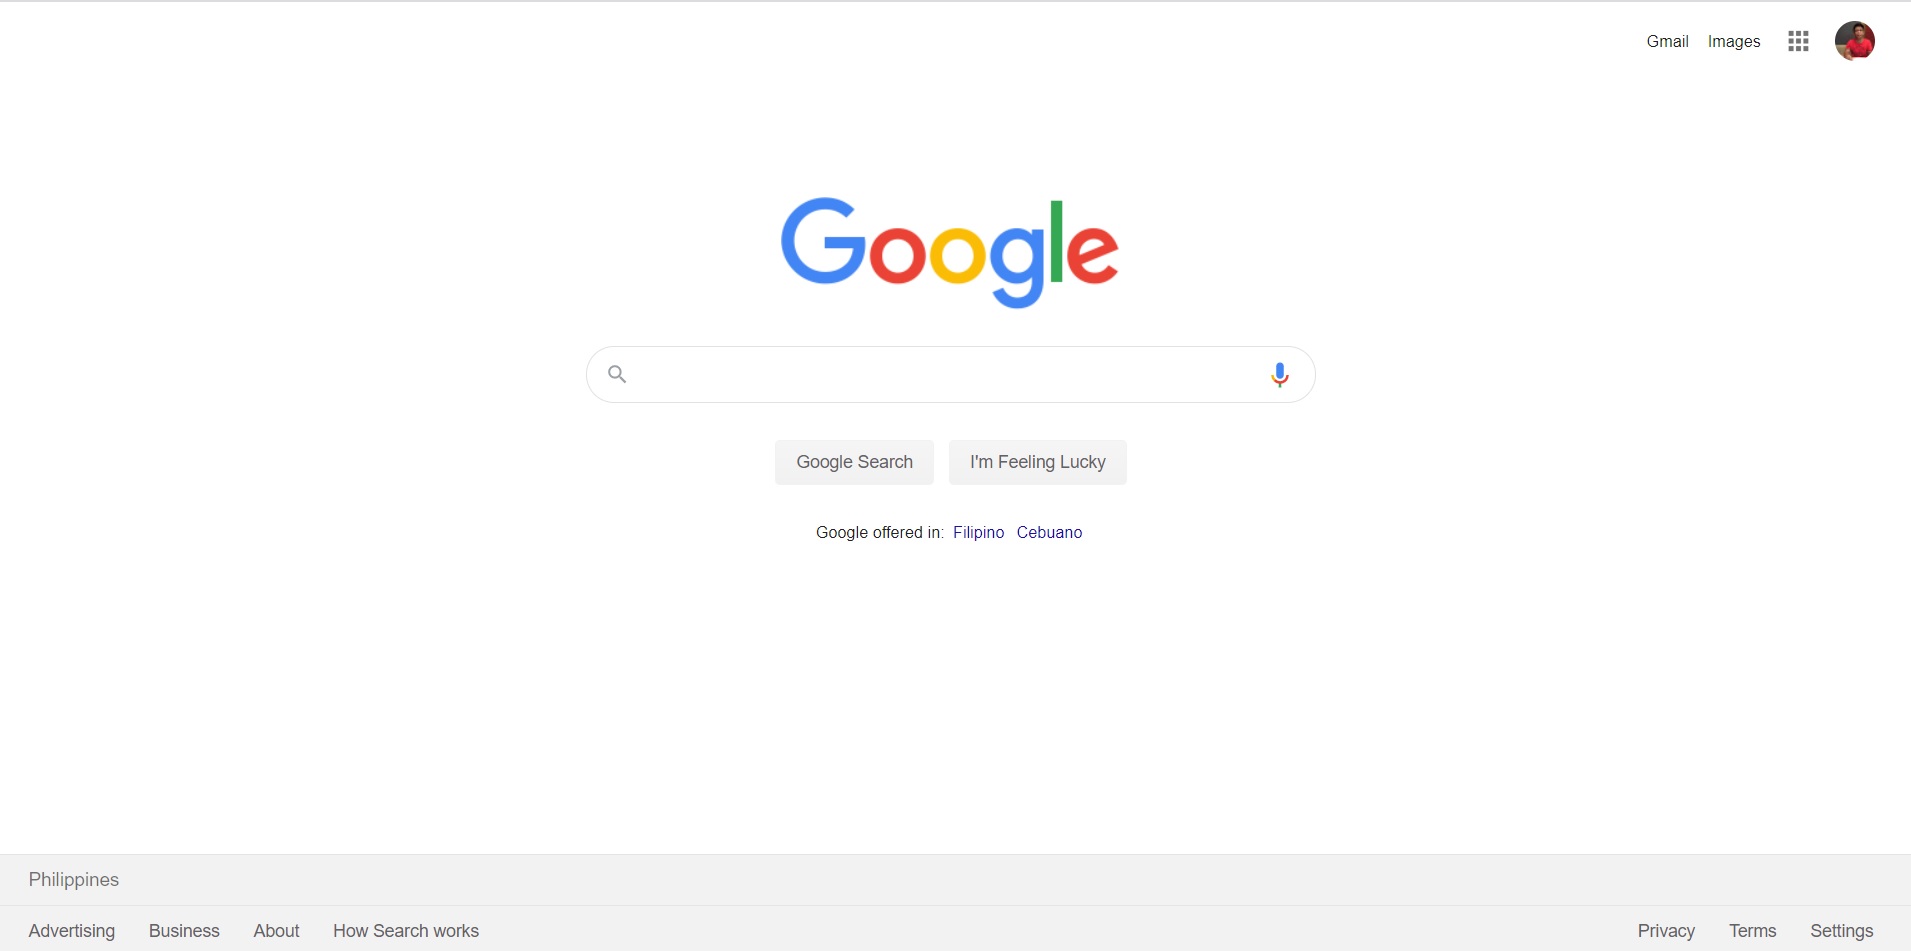 Gmail Images
Google
Google Search I'm Feeling Lucky
Google offered in: Filipino Cebuano
Philippines
Advertising Business About How Search works Privacy Terms Settings